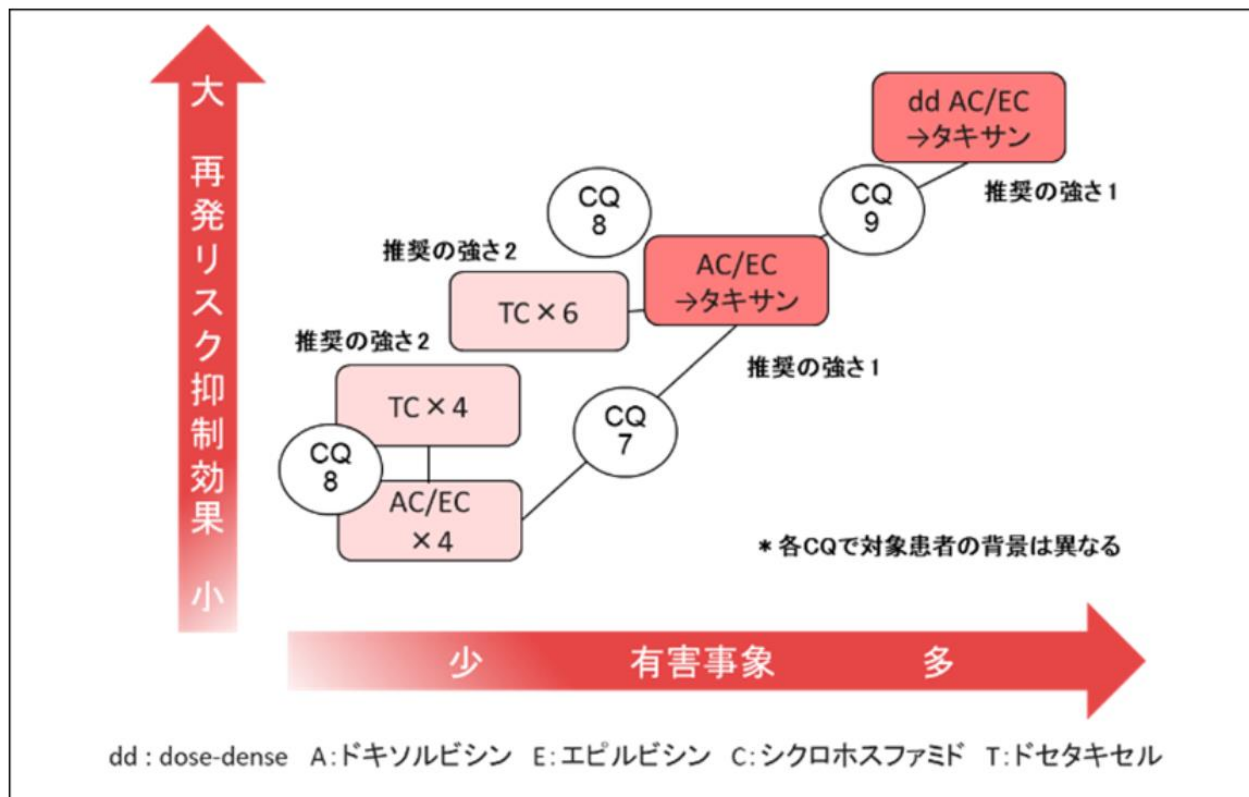 大 再発リスク抑制効果 小
dd AC/EC
→タキサン
推奨の強さ1
CQ
9
CQ
8
推奨の強さ2
AC/EC
→タキサン
TC×6
推奨の強さ2
推奨の強さ1
TC×4
CQ
7
CQ
8
AC/EC
×4
*各CQで対象患者の背景は異なる
少 有害事象 多
dd : dose-dense A:ドキソルビシン E:エピルビシン C:シクロホスファミド T:ドセタキセル